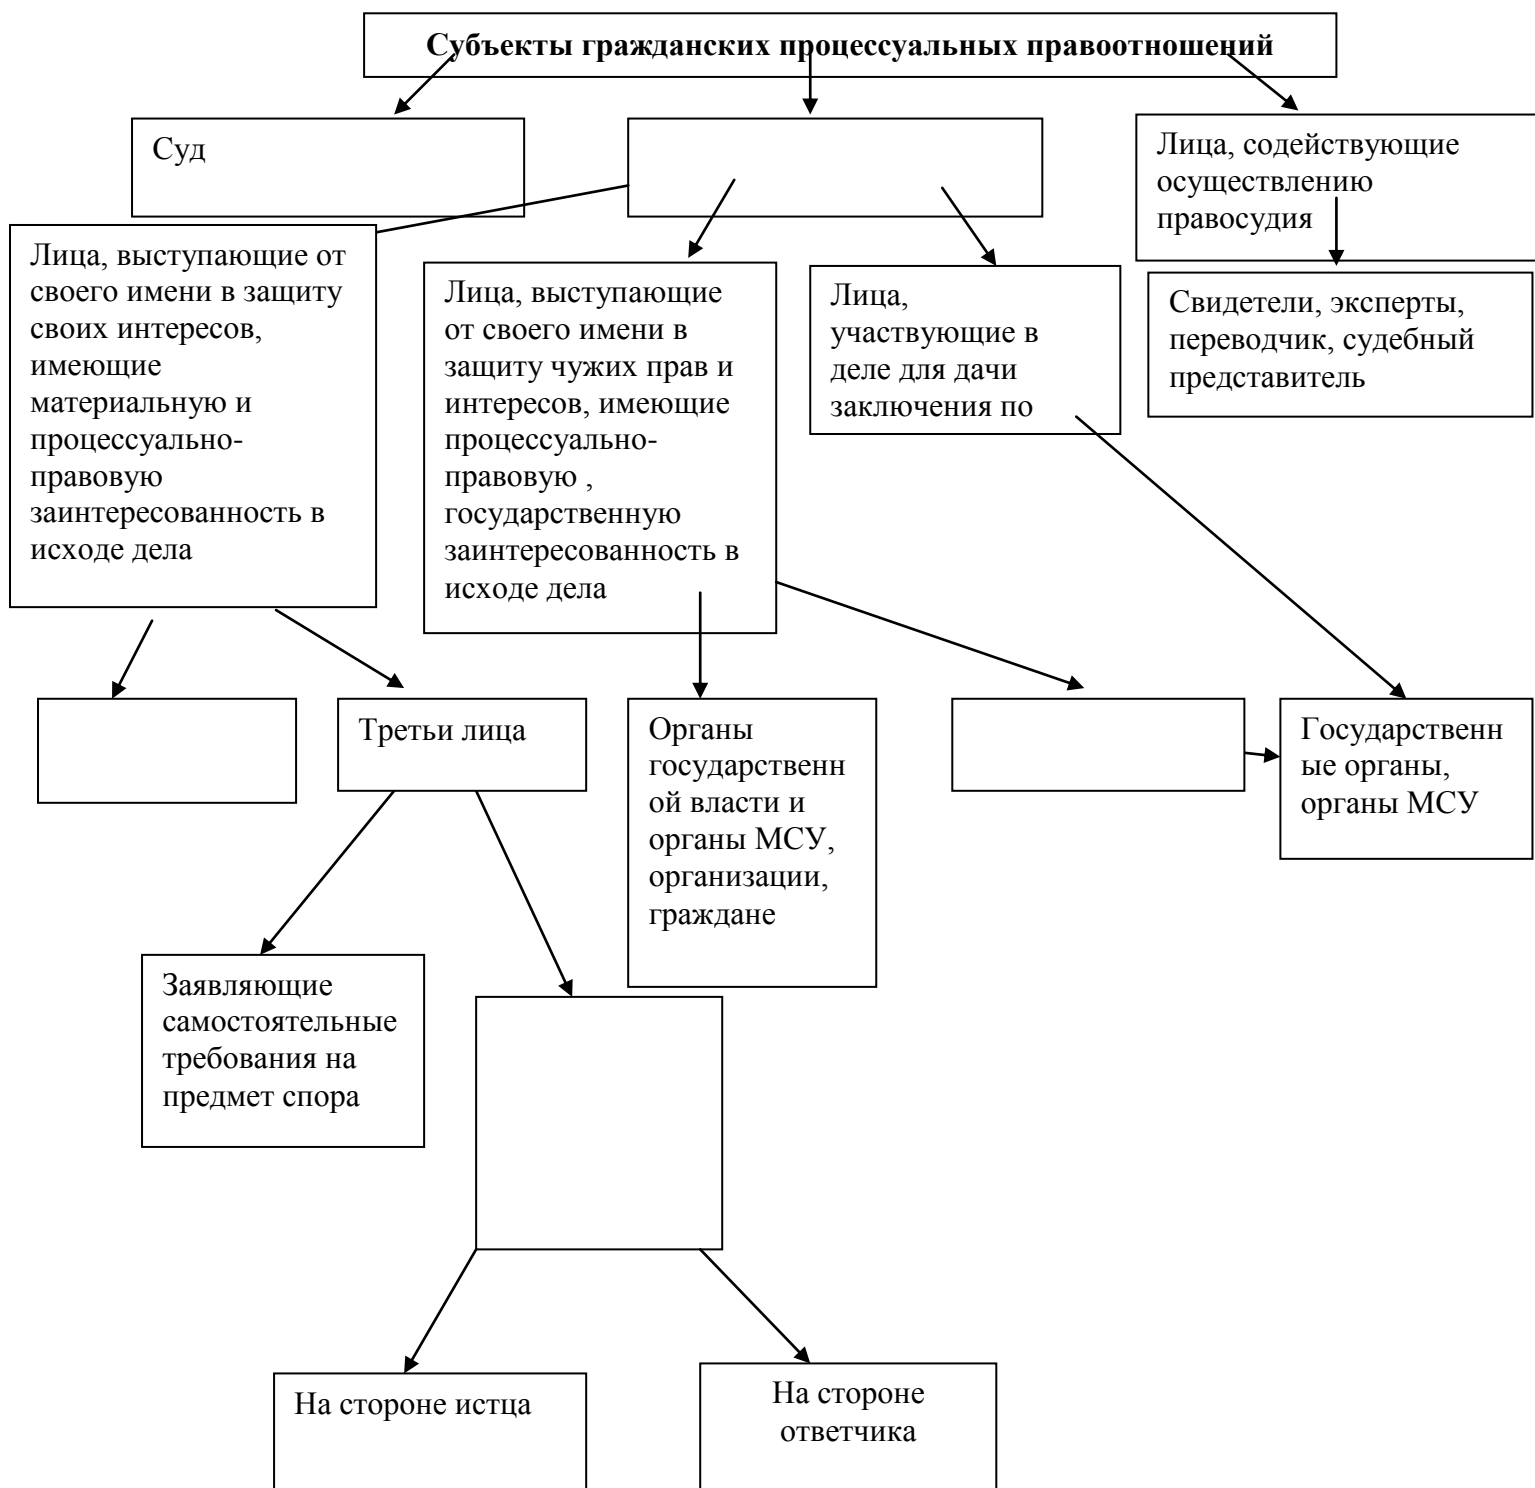 Субъекты гражданских процессуальных правоотношений
Суд
Лица, содействующие
осуществлению
правосудия
Лица, выступающие от
своего имени в защиту
своих интересов,
имеющие
материальную и
процессуально-
правовую
заинтересованность в
исходе дела
Лица, выступающие
от своего имени в
защиту чужих прав и
интересов, имеющие
процессуально-
правовую ,
государственную
заинтересованность в
исходе дела
Лица,
участвующие в
деле для дачи
заключения по
Свидетели, эксперты,
переводчик, судебный
представитель
Третьи лица
Органы
государственн
ой власти и
органы МСУ,
организации,
граждане
Государственн
ые органы,
органы МСУ
Заявляющие
самостоятельные
требования на
предмет спора
На стороне истца
На стороне
ответчика